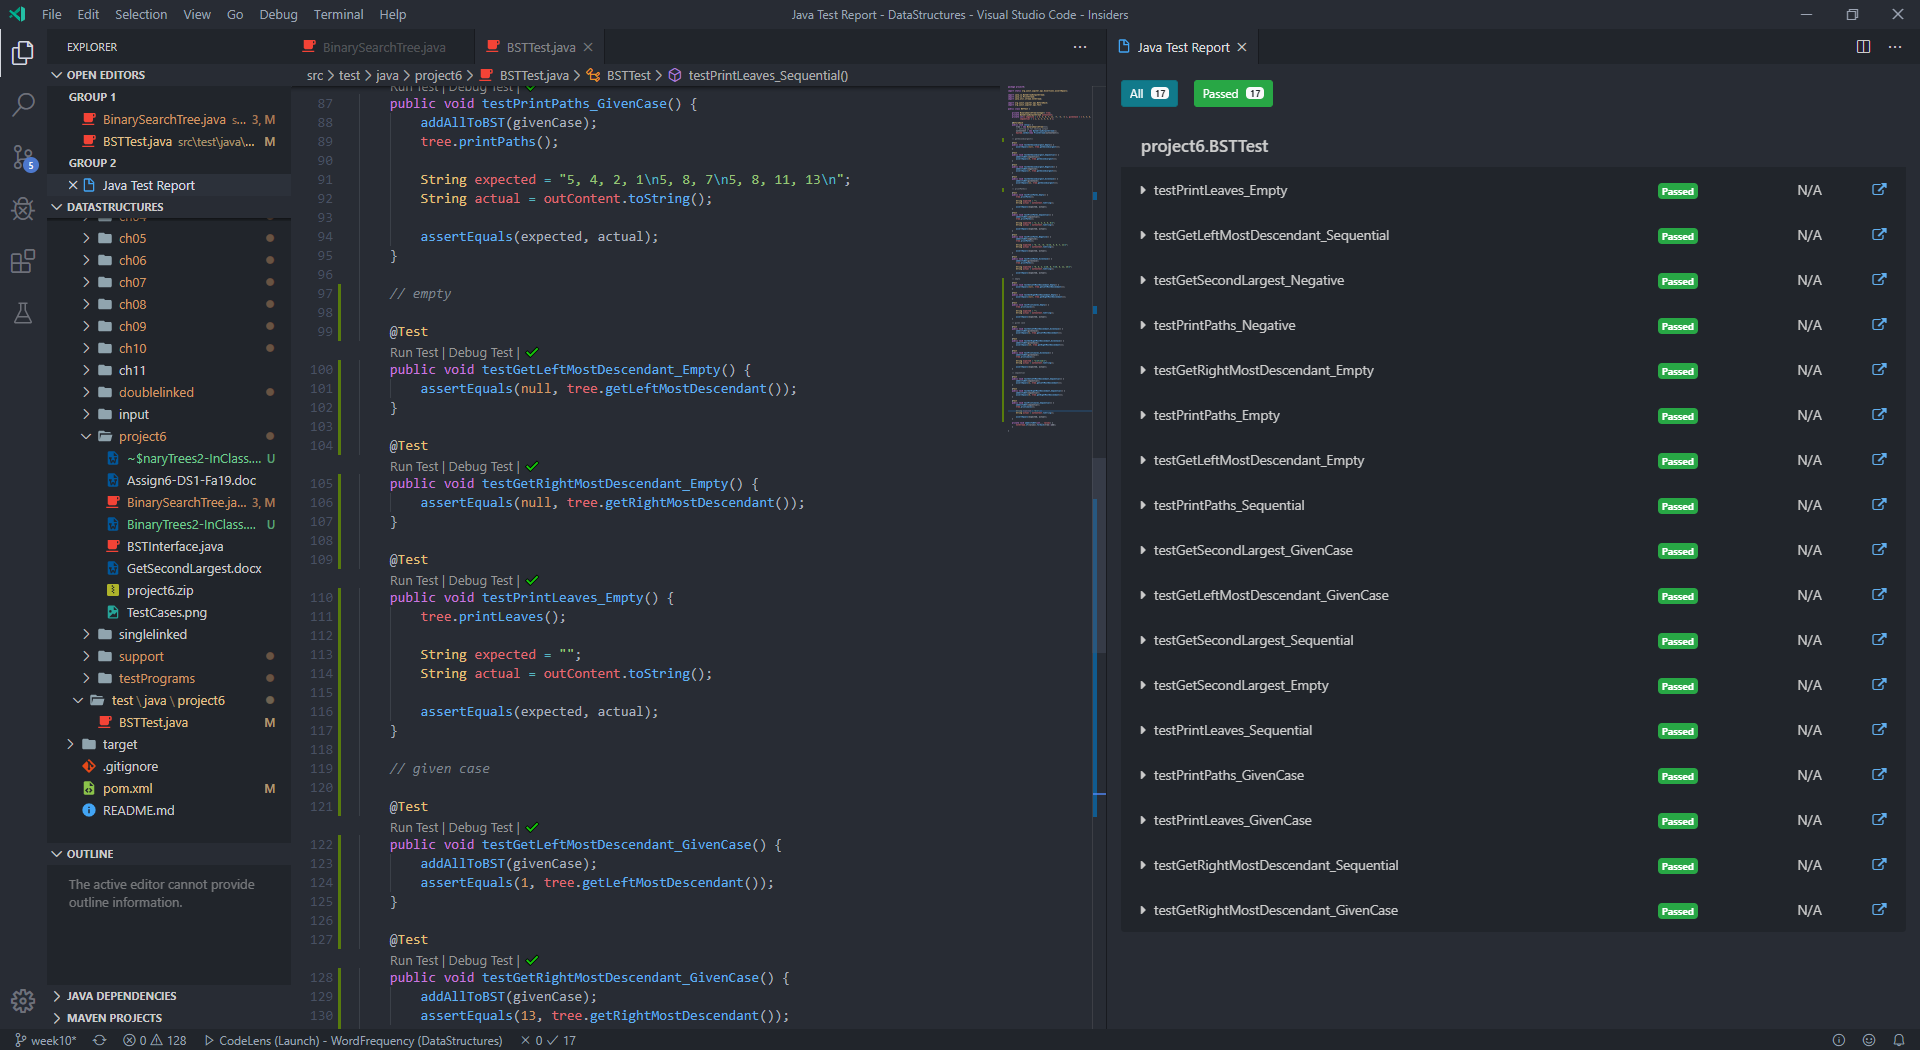 File Edit Selection View Go Debug Terminal Help
Java Test Report - DataStructures - Visual Studio Code - Insiders
EXPLORER
OPEN EDITORS
GROUP 1
BinarySearchTree.java s... 3, M
BSTTest.java src\test\java\... M
GROUP 2
Java Test Report
DATASTRUCTURES
ch04
ch05
ch06
ch07
ch08
ch09
ch10
ch11
doublelinked
input
project6
~$naryTrees2-InClass.... U
Assign6-DS1-Fa19.doc
BinarySearchTree.ja... 3, M
BinaryTrees2-InClass.... U
BSTInterface.java
GetSecondLargest.docx
project6.zip
TestCases.png
singlelinked
support
testPrograms
test \ java \ project6
BSTTest.java M
target
.gitignore
pom.xml M
README.md
OUTLINE
The active editor cannot provide
outline information.
JAVA DEPENDENCIES
MAVEN PROJECTS
5
BinarySearchTree.java
BSTTest.java
src > test > java > project6 > BSTTest.java > BSTTest > testPrintLeaves_Sequential()
Run Test | Debug Test |
87 public void testPrintPaths_GivenCase() {
88 addAllToBST(givenCase);
89 tree.printPaths();
90
91 String expected = "5, 4, 2, 1\n5, 8, 7\n5, 8, 11, 13\n";
92 String actual = outContent.toString();
93
94 assertEquals(expected, actual);
95 }
96
97 // empty
98
99 @Test
Run Test | Debug Test |
100 public void testGetLeftMostDescendant_Empty() {
101 assertEquals(null, tree.getLeftMostDescendant());
102 }
103
104 @Test
Run Test | Debug Test |
105 public void testGetRightMostDescendant_Empty() {
106 assertEquals(null, tree.getRightMostDescendant());
107 }
108
109 @Test
Run Test | Debug Test |
110 public void testPrintLeaves_Empty() {
111 tree.printLeaves();
112
113 String expected = "";
114 String actual = outContent.toString();
115
116 assertEquals(expected, actual);
117 }
118
119 // given case
120
121 @Test
Run Test | Debug Test |
122 public void testGetLeftMostDescendant_GivenCase() {
123 addAllToBST(givenCase);
124 assertEquals(1, tree.getLeftMostDescendant());
125 }
126
127 @Test
Run Test | Debug Test |
128 public void testGetRightMostDescendant_GivenCase() {
129 addAllToBST(givenCase);
130 assertEquals(13, tree.getRightMostDescendant());
Java Test Report
All 17 Passed 17
project6.BSTTest
testPrintLeaves_Empty Passed N/A
testGetLeftMostDescendant_Sequential Passed N/A
testGetSecondLargest_Negative Passed N/A
testPrintPaths_Negative Passed N/A
testGetRightMostDescendant_Empty Passed N/A
testPrintPaths_Empty Passed N/A
testGetLeftMostDescendant_Empty Passed N/A
testPrintPaths_Sequential Passed N/A
testGetSecondLargest_GivenCase Passed N/A
testGetLeftMostDescendant_GivenCase Passed N/A
testGetSecondLargest_Sequential Passed N/A
testGetSecondLargest_Empty Passed N/A
testPrintLeaves_Sequential Passed N/A
testPrintPaths_GivenCase Passed N/A
testPrintLeaves_GivenCase Passed N/A
testGetRightMostDescendant_Sequential Passed N/A
testGetRightMostDescendant_GivenCase Passed N/A
week10* 0 128 CodeLens (Launch) - WordFrequency (DataStructures) 0 17